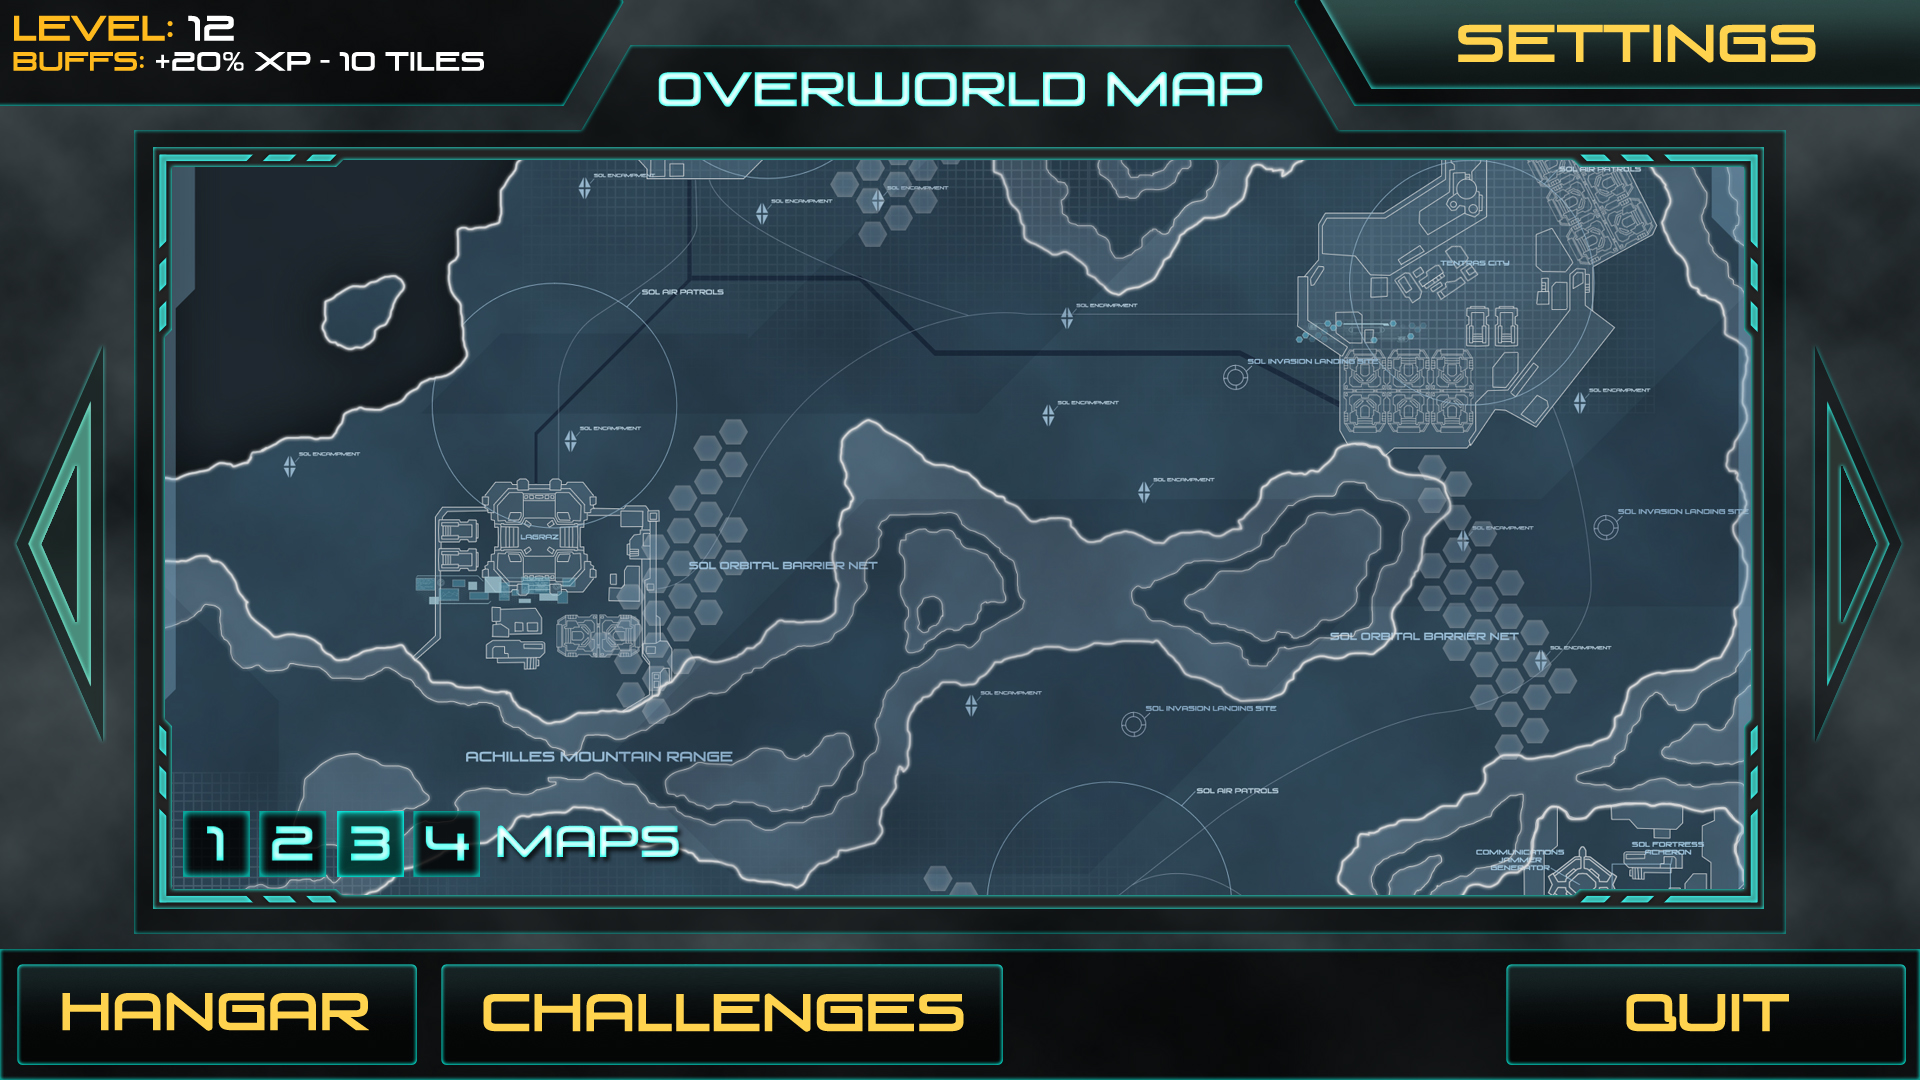 LEVEL: 12
BUFFS: +20% XP - 10 TILES
SETTINGS
OVERWORLD MAP
SOL ENCAMPMENT
SOL ENCAMPMENT
SOL ENCAMPMENT
SOL AIR PATROLS
TENTRAS CITY
SOL AIR PATROLS
SOL ENCAMPMENT
SOL INVASION LANDING SITE
SOL ENCAMPMENT
SOL ENCAMPMENT
SOL ENCAMPMENT
SOL ENCAMPMENT
SOL ENCAMPMENT
SOL INVASION LANDING SITE
SOL ENCAMPMENT
LAGRAZ
SOL ORBITAL BARRIER NET
SOL ORBITAL BARRIER NET
SOL ENCAMPMENT
SOL ENCAMPMENT
SOL INVASION LANDING SITE
ACHILLES MOUNTAIN RANGE
SOL AIR PATROLS
1 2 3 4 MAPS
COMMUNICATIONS
JAMMER
GENERATOR
SOL FORTRESS
ACHERON
HANGAR
CHALLENGES
QUIT